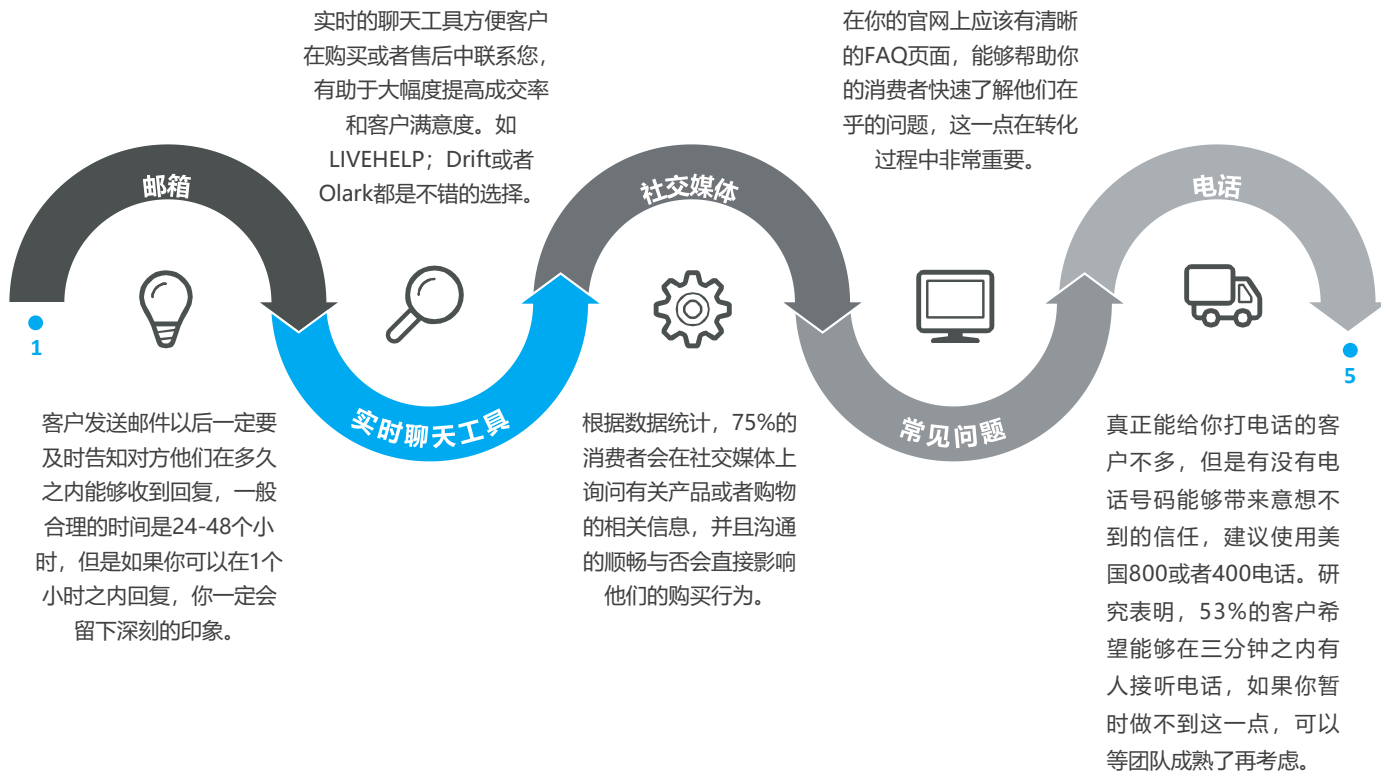 邮箱
1
客户发送邮件以后一定要
及时告知对方他们在多久
之内能够收到回复，一般
合理的时间是24-48个小
时，但是如果你可以在1个
小时之内回复，你一定会
留下深刻的印象。
实时的聊天工具方便客户
在购买或者售后中联系您，
有助于大幅度提高成交率
和客户满意度。如
LIVEHELP；Drift或者
Olark都是不错的选择。
实时聊天工具
社交媒体
根据数据统计，75%的
消费者会在社交媒体上
询问有关产品或者购物
的相关信息，并且沟通
的顺畅与否会直接影响
他们的购买行为。
在你的官网上应该有清晰
的FAQ页面，能够帮助你
的消费者快速了解他们在
乎的问题，这一点在转化
过程中非常重要。
常见问题
电话
5
真正能给你打电话的客
户不多，但是有没有电
话号码能够带来意想不
到的信任，建议使用美
国800或者400电话。研
究表明，53%的客户希
望能够在三分钟之内有
人接听电话，如果你暂
时做不到这一点，可以
等团队成熟了再考虑。